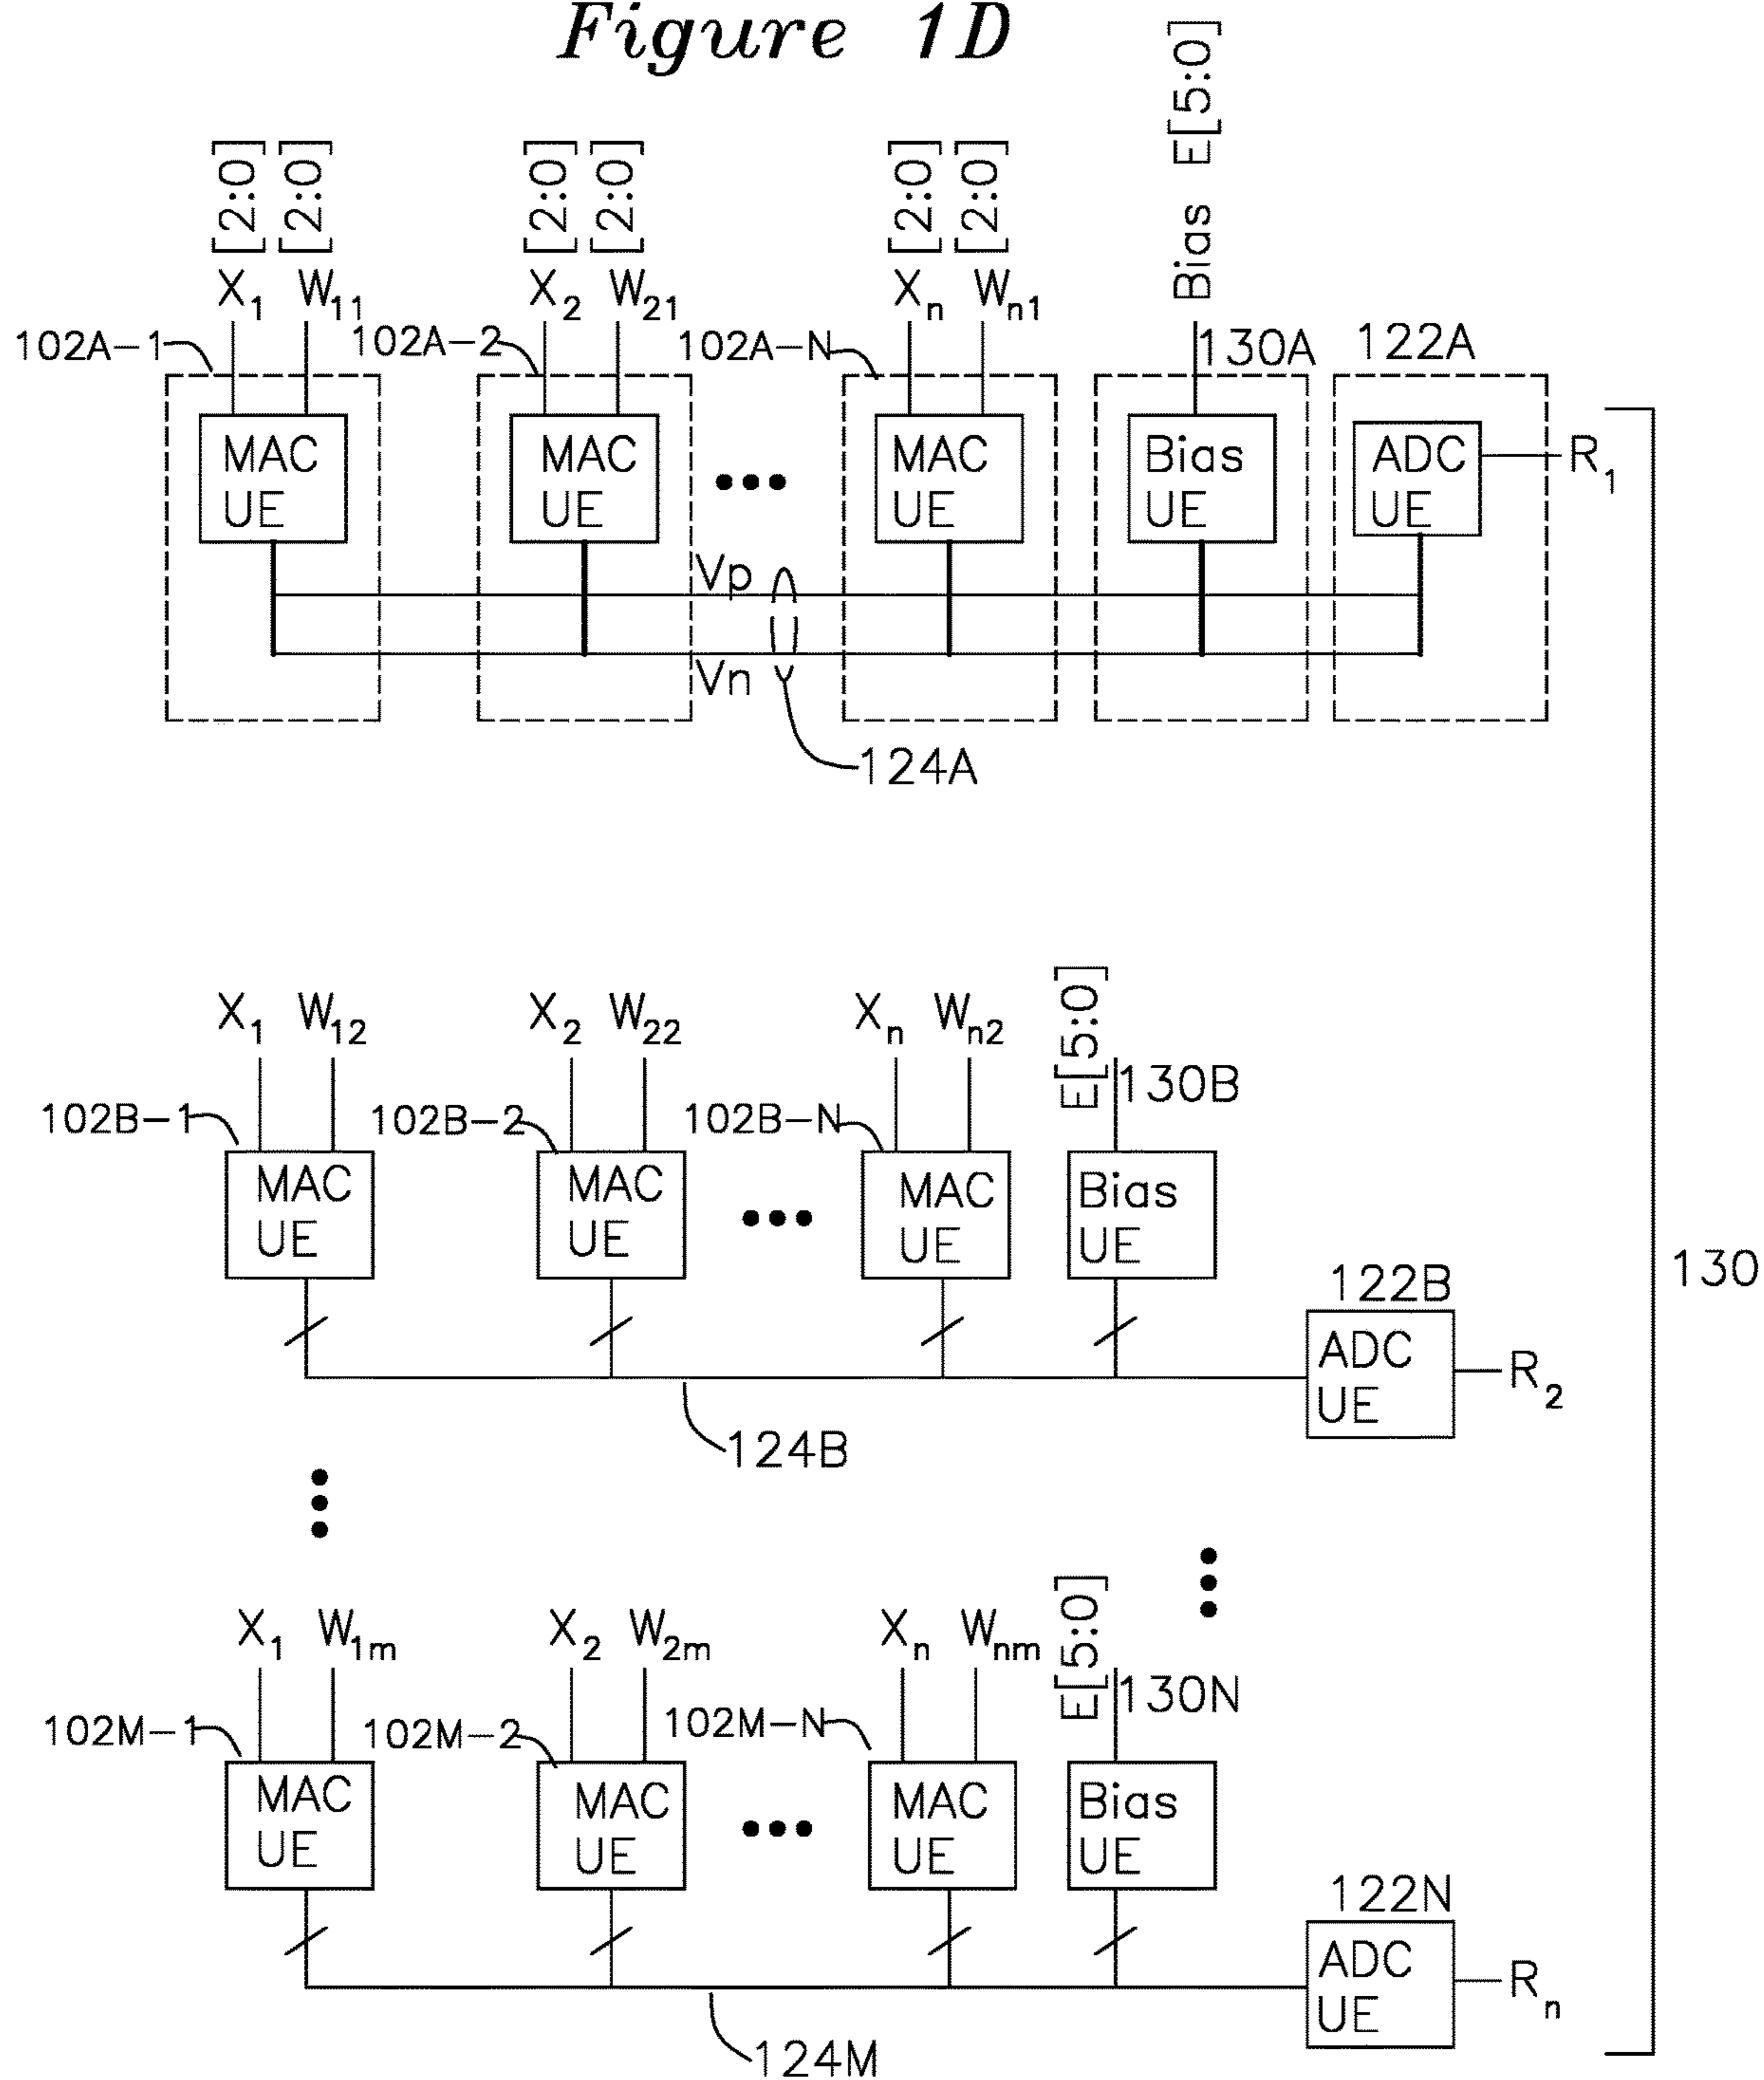 Figure 1D
[2:0] [2:0] [2:0] [2:0] [2:0] [2:0] Bias E[5:0]
X1 W11 X2 W21 Xn Wn1
102A-1 102A-2 102A-N 130A 122A
MAC UE MAC UE ••• MAC UE Bias UE ADC UE R1
Vp
Vn
124A
X1 W12 X2 W22 Xn Wn2 E[5:0]
102B-1 102B-2 102B-N 130B
MAC UE MAC UE ••• MAC UE Bias UE
130
122B
ADC UE R2
124B
X1 W1m X2 W2m Xn Wnm E[5:0]
102M-1 102M-2 102M-N 130N
MAC UE MAC UE ••• MAC UE Bias UE
122N
ADC UE Rn
124M